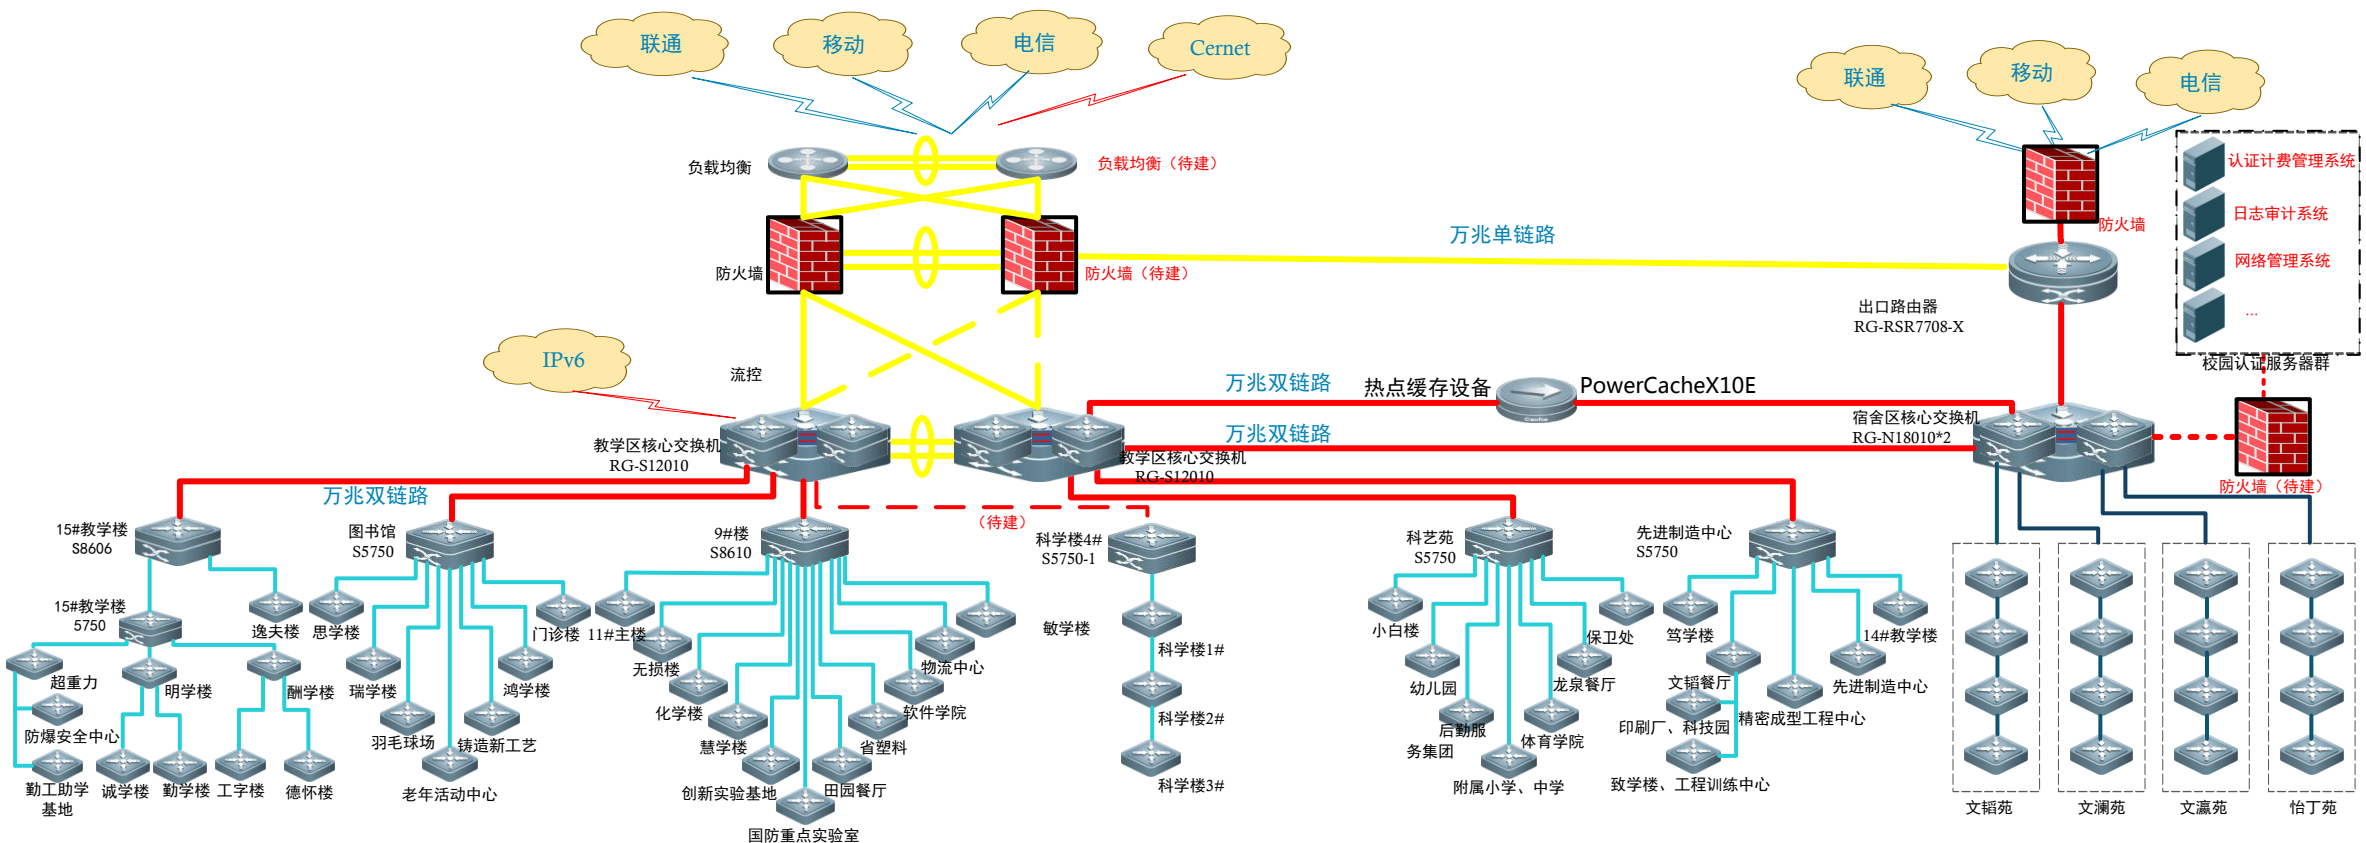 联通
移动
电信
Cernet
联通
移动
电信
负载均衡
负载均衡（待建）
认证计费管理系统
日志审计系统
网络管理系统
...
校园认证服务器群
防火墙
防火墙
防火墙（待建）
万兆单链路
出口路由器
RG-RSR7708-X
IPv6
流控
万兆双链路
热点缓存设备
PowerCacheX10E
Cache
万兆双链路
教学区核心交换机
RG-S12010
教学区核心交换机
RG-S12010
宿舍区核心交换机
RG-N18010*2
防火墙（待建）
万兆双链路
（待建）
15#教学楼
S8606
图书馆
S5750
9#楼
S8610
科学楼4#
S5750-1
科艺苑
S5750
先进制造中心
S5750
15#教学楼
5750
逸夫楼
思学楼
门诊楼
11#主楼
无损楼
物流中心
敏学楼
科学楼1#
小白楼
保卫处
笃学楼
14#教学楼
超重力
明学楼
酬学楼
瑞学楼
鸿学楼
化学楼
软件学院
科学楼2#
幼儿园
龙泉餐厅
文韬餐厅
先进制造中心
防爆安全中心
羽毛球场
铸造新工艺
慧学楼
省塑料
后勤服
务集团
体育学院
印刷厂、科技园
精密成型工程中心
勤工助学
基地
诚学楼
勤学楼
工字楼
德怀楼
老年活动中心
创新实验基地
田园餐厅
国防重点实验室
科学楼3#
附属小学、中学
致学楼、工程训练中心
文韬苑
文澜苑
文瀛苑
怡丁苑